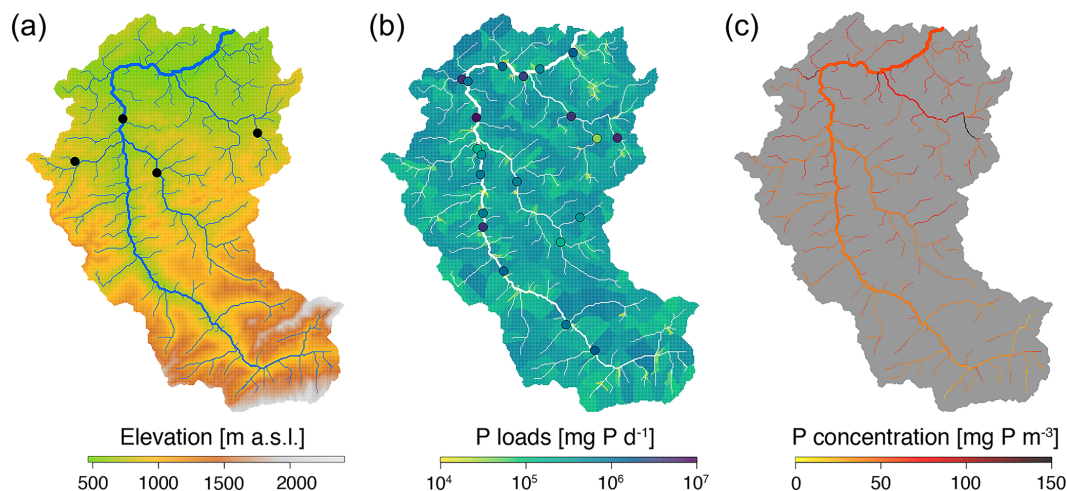 (a) (b) (c)
Elevation [m a.s.l.] P loads [mg P d⁻¹] P concentration [mg P m⁻³]
500 1000 1500 2000 10⁴ 10⁵ 10⁶ 10⁷ 0 50 100 150